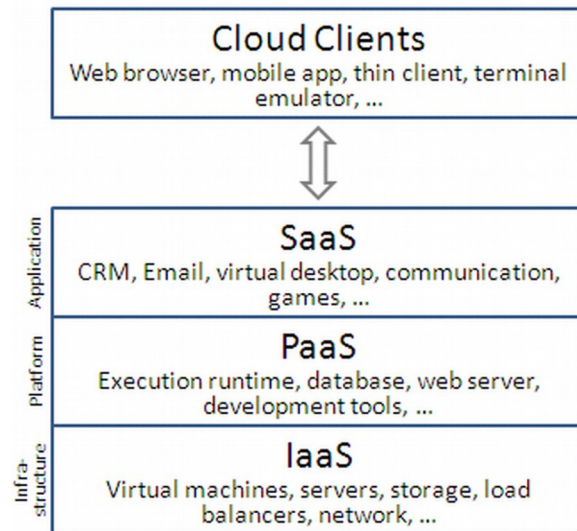 Cloud Clients
Web browser, mobile app, thin client, terminal
emulator, ...
Application
SaaS
CRM, Email, virtual desktop, communication,
games, ...
Platform
PaaS
Execution runtime, database, web server,
development tools, ...
Infra-
structure
IaaS
Virtual machines, servers, storage, load
balancers, network, ...